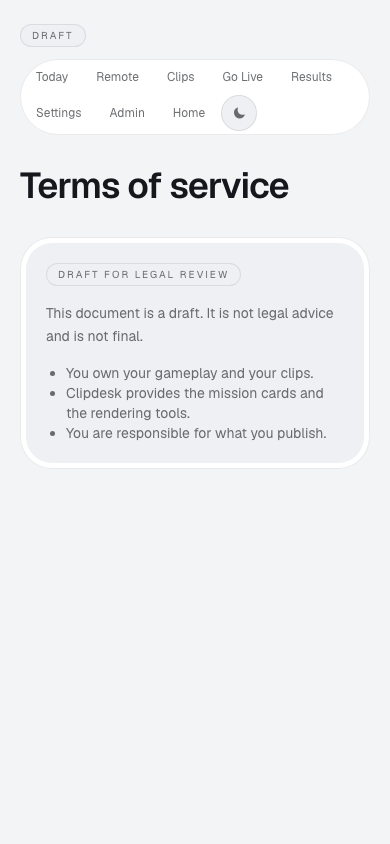 DRAFT
Today Remote Clips Go Live Results
Settings Admin Home
Terms of service
DRAFT FOR LEGAL REVIEW
This document is a draft. It is not legal advice
and is not final.
• You own your gameplay and your clips.
• Clipdesk provides the mission cards and
the rendering tools.
• You are responsible for what you publish.